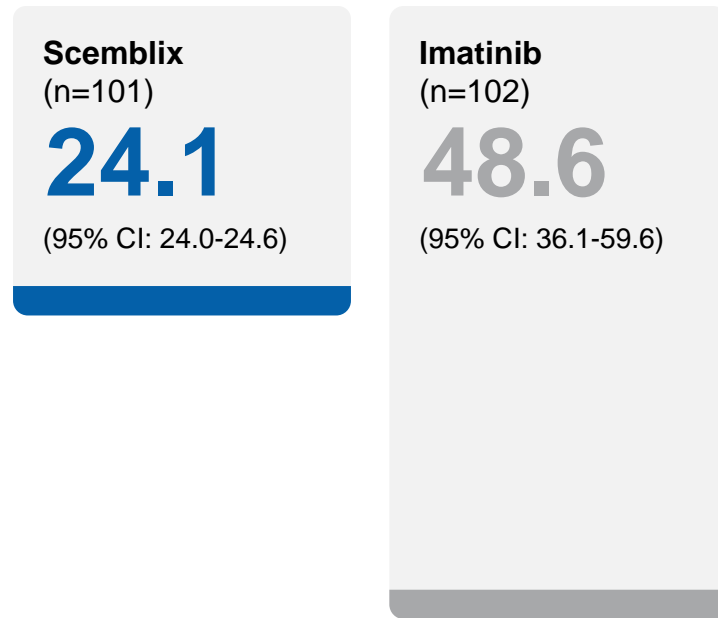 Scemblix
(n=101)
24.1
(95% CI: 24.0-24.6)
Imatinib
(n=102)
48.6
(95% CI: 36.1-59.6)